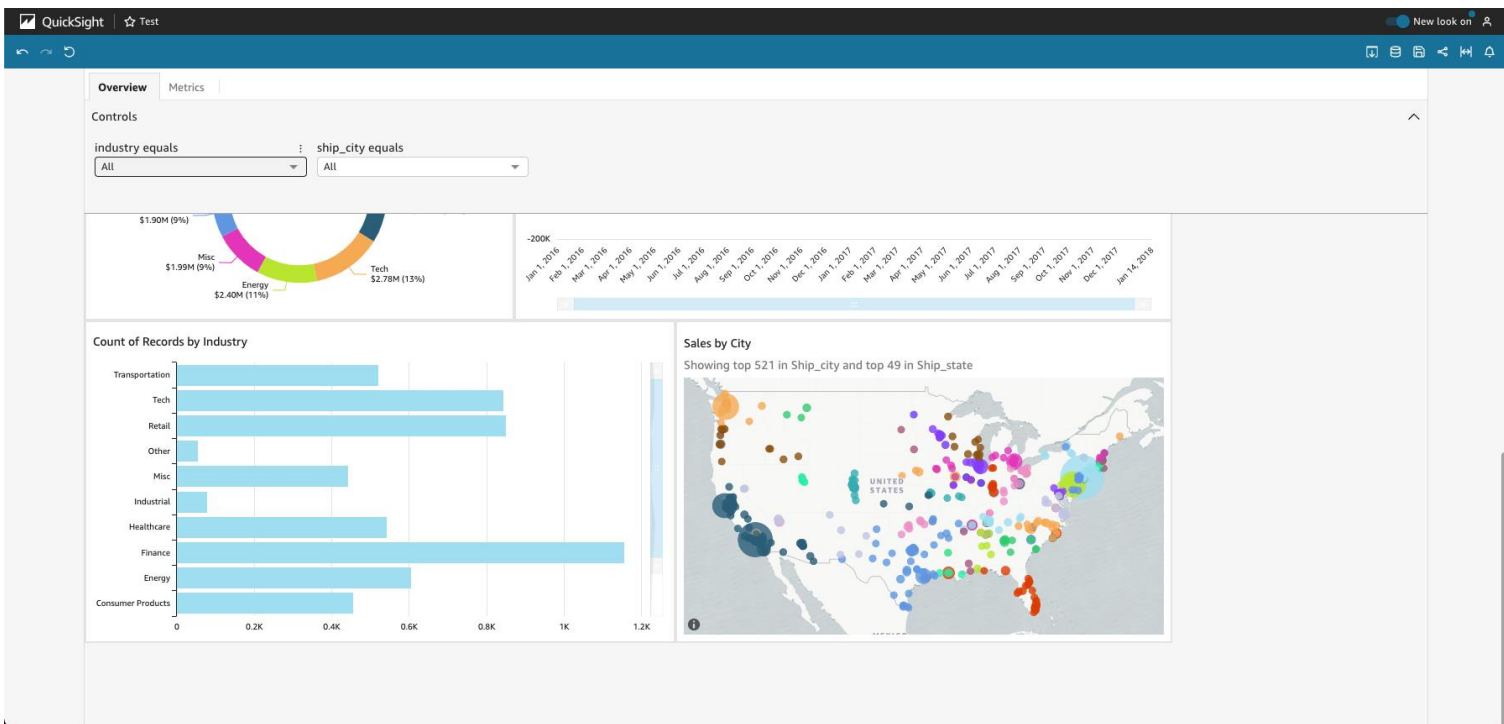 QuickSight
Test
New look on
Overview
Metrics
Controls
industry equals
ship_city equals
All
All
$1.90M (9%)
Misc
$1.99M (9%)
Energy
$2.40M (11%)
Tech
$2.78M (13%)
-200K
Jan 1, 2016
Feb 1, 2016
Mar 1, 2016
Apr 1, 2016
May 1, 2016
Jun 1, 2016
Jul 1, 2016
Aug 1, 2016
Sep 1, 2016
Oct 1, 2016
Nov 1, 2016
Dec 1, 2016
Jan 1, 2017
Feb 1, 2017
Mar 1, 2017
Apr 1, 2017
May 1, 2017
Jun 1, 2017
Jul 1, 2017
Aug 1, 2017
Sep 1, 2017
Oct 1, 2017
Nov 1, 2017
Dec 1, 2017
Jan 14, 2018
Count of Records by Industry
Transportation
Tech
Retail
Other
Misc
Industrial
Healthcare
Finance
Energy
Consumer Products
0
0.2K
0.4K
0.6K
0.8K
1K
1.2K
Sales by City
Showing top 521 in Ship_city and top 49 in Ship_state
UNITED
STATES